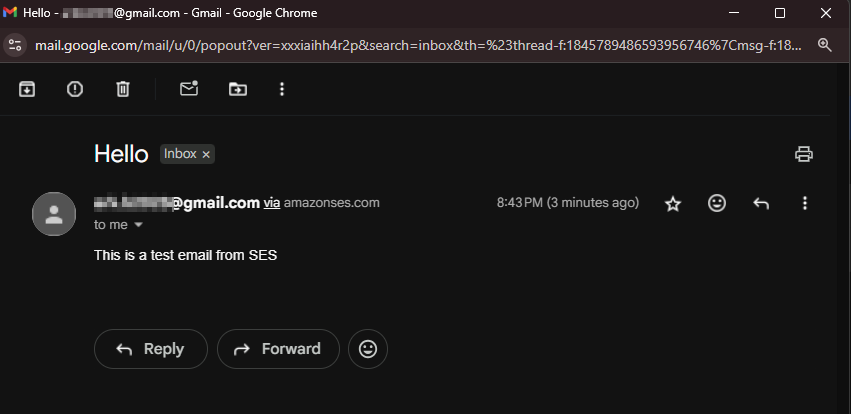 Hello - @gmail.com - Gmail - Google Chrome
mail.google.com/mail/u/0/popout?ver=xxxiaihh4r2p&search=inbox&th=%23thread-f:1845789486593956746%7Cmsg-f:18...
Hello Inbox ×
@gmail.com via amazonses.com 8:43 PM (3 minutes ago)
to me
This is a test email from SES
Reply Forward